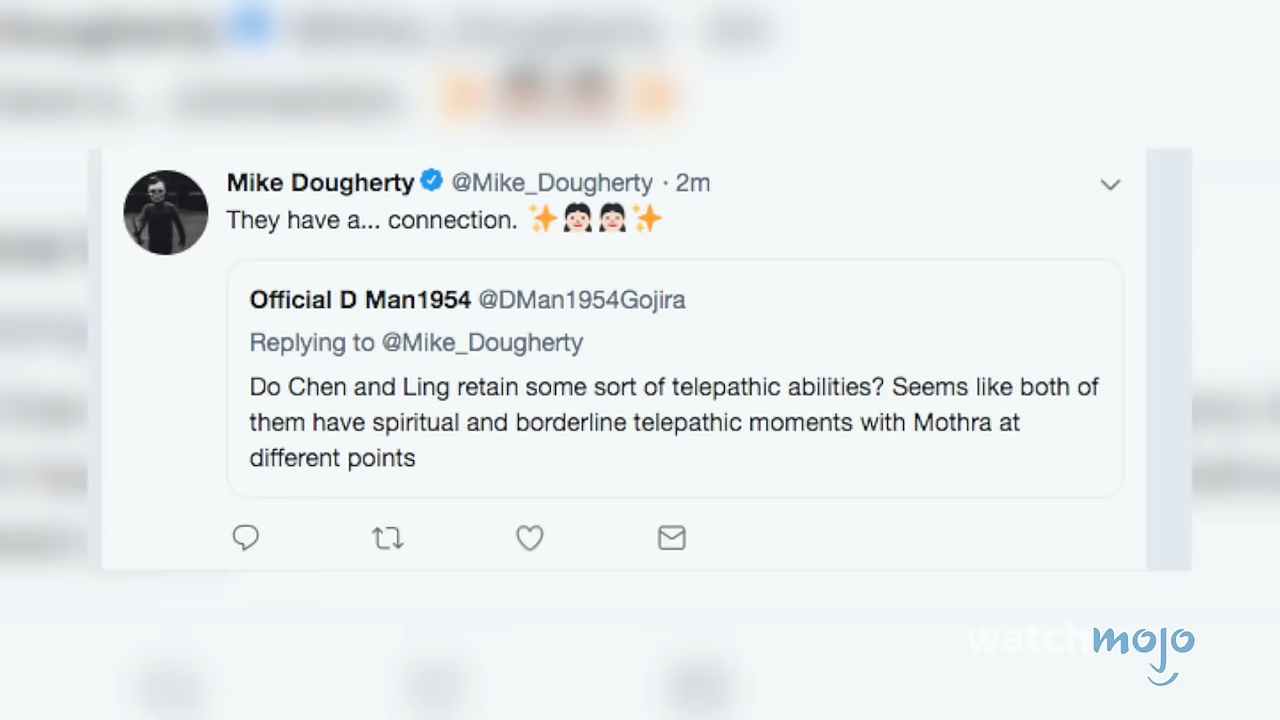 Mike Dougherty @Mike_Dougherty · 2m
They have a... connection. ✨👧🏻👧🏻✨
Official D Man1954 @DMan1954Gojira
Replying to @Mike_Dougherty
Do Chen and Ling retain some sort of telepathic abilities? Seems like both of
them have spiritual and borderline telepathic moments with Mothra at
different points
watchmojo